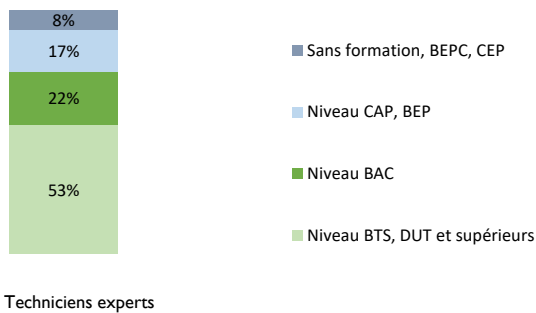 8%
17%
22%
53%
Sans formation, BEPC, CEP
Niveau CAP, BEP
Niveau BAC
Niveau BTS, DUT et supérieurs
Techniciens experts